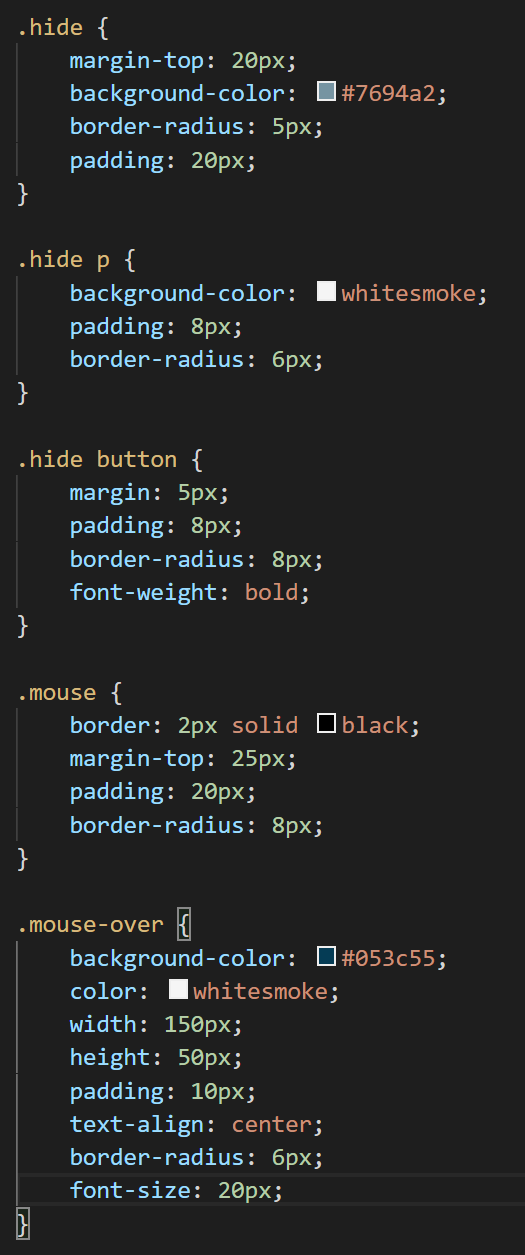 .hide {
    margin-top: 20px;
    background-color: #7694a2;
    border-radius: 5px;
    padding: 20px;
}

.hide p {
    background-color: whitesmoke;
    padding: 8px;
    border-radius: 6px;
}

.hide button {
    margin: 5px;
    padding: 8px;
    border-radius: 8px;
    font-weight: bold;
}

.mouse {
    border: 2px solid black;
    margin-top: 25px;
    padding: 20px;
    border-radius: 8px;
}

.mouse-over {
    background-color: #053c55;
    color: whitesmoke;
    width: 150px;
    height: 50px;
    padding: 10px;
    text-align: center;
    border-radius: 6px;
    font-size: 20px;
}